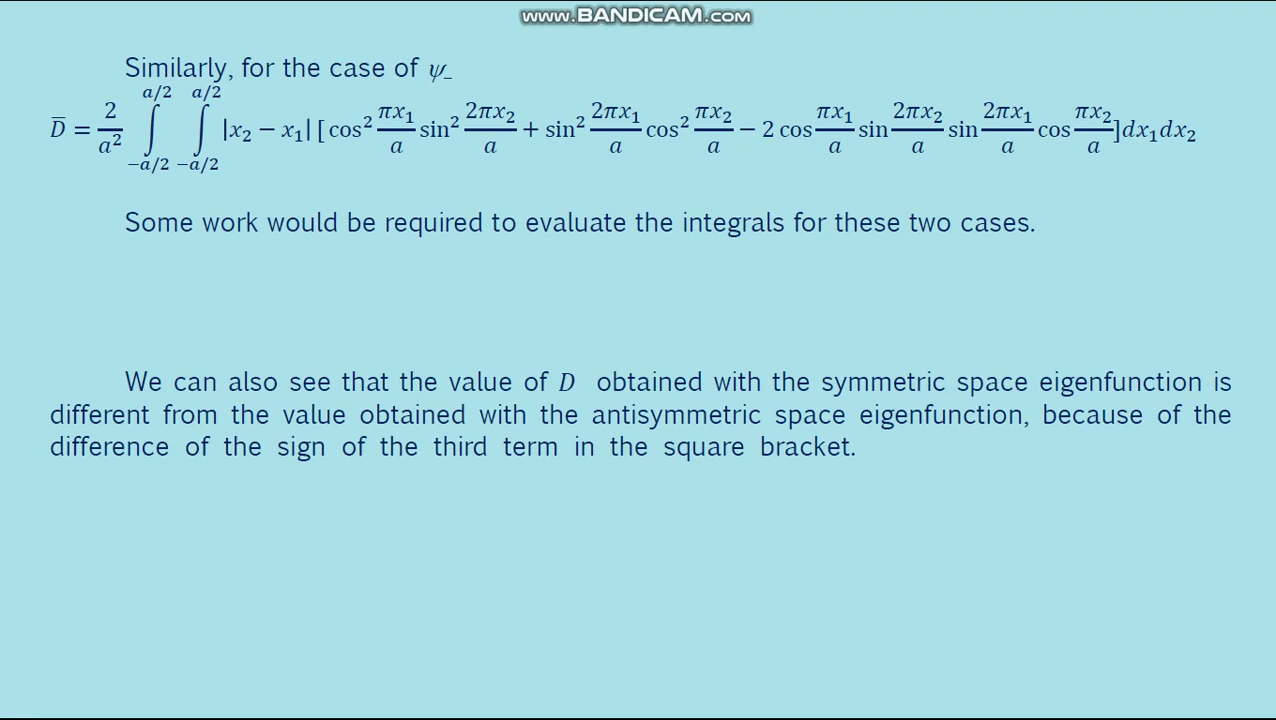 www.BANDICAM.com
Similarly, for the case of ψ_
D̅ = 2/a² ∫_{-a/2}^{a/2} ∫_{-a/2}^{a/2} |x₂ − x₁| [ cos² πx₁/a sin² 2πx₂/a + sin² 2πx₁/a cos² πx₂/a − 2 cos πx₁/a sin 2πx₂/a sin 2πx₁/a cos πx₂/a ]dx₁dx₂
Some work would be required to evaluate the integrals for these two cases.
We can also see that the value of D obtained with the symmetric space eigenfunction is
different from the value obtained with the antisymmetric space eigenfunction, because of the
difference of the sign of the third term in the square bracket.